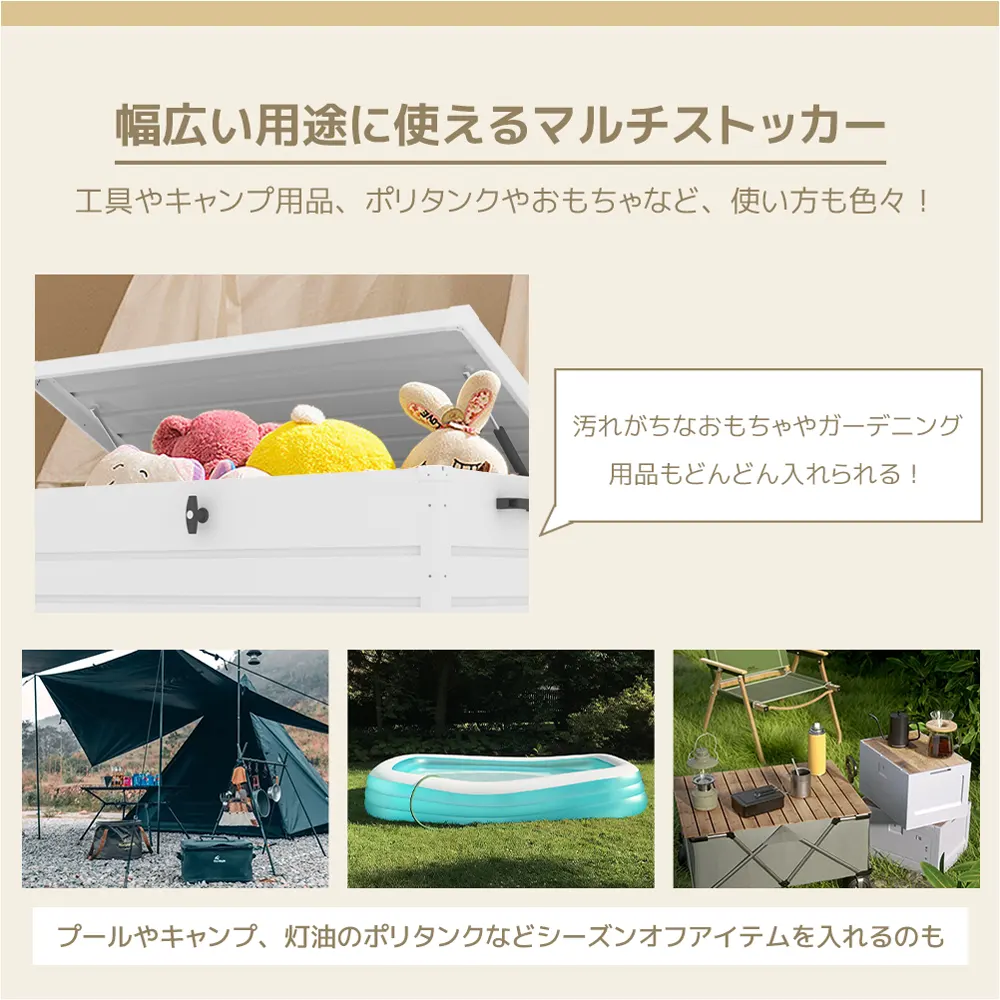 幅広い用途に使えるマルチストッカー
工具やキャンプ用品、ポリタンクやおもちゃなど、使い方も色々！
LOVE
汚れがちなおもちゃやガーデニング
用品もどんどん入れられる！
プールやキャンプ、灯油のポリタンクなどシーズンオフアイテムを入れるのも